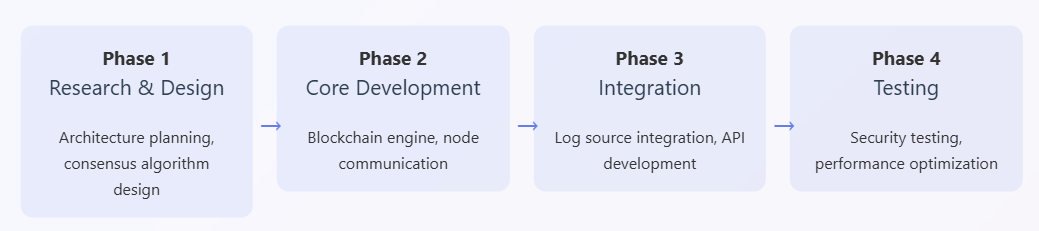 Phase 1
Research & Design
Architecture planning,
consensus algorithm
design
→
Phase 2
Core Development
Blockchain engine, node
communication
→
Phase 3
Integration
Log source integration, API
development
→
Phase 4
Testing
Security testing,
performance optimization